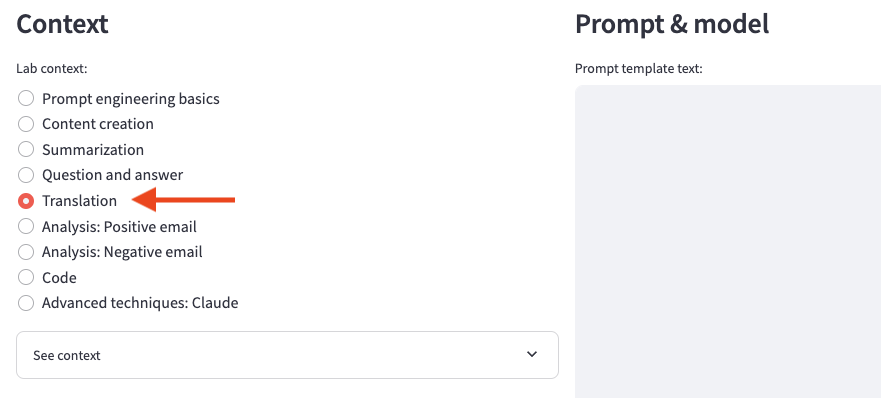 Context
Lab context:
Prompt engineering basics
Content creation
Summarization
Question and answer
Translation
Analysis: Positive email
Analysis: Negative email
Code
Advanced techniques: Claude
See context
Prompt & model
Prompt template text: